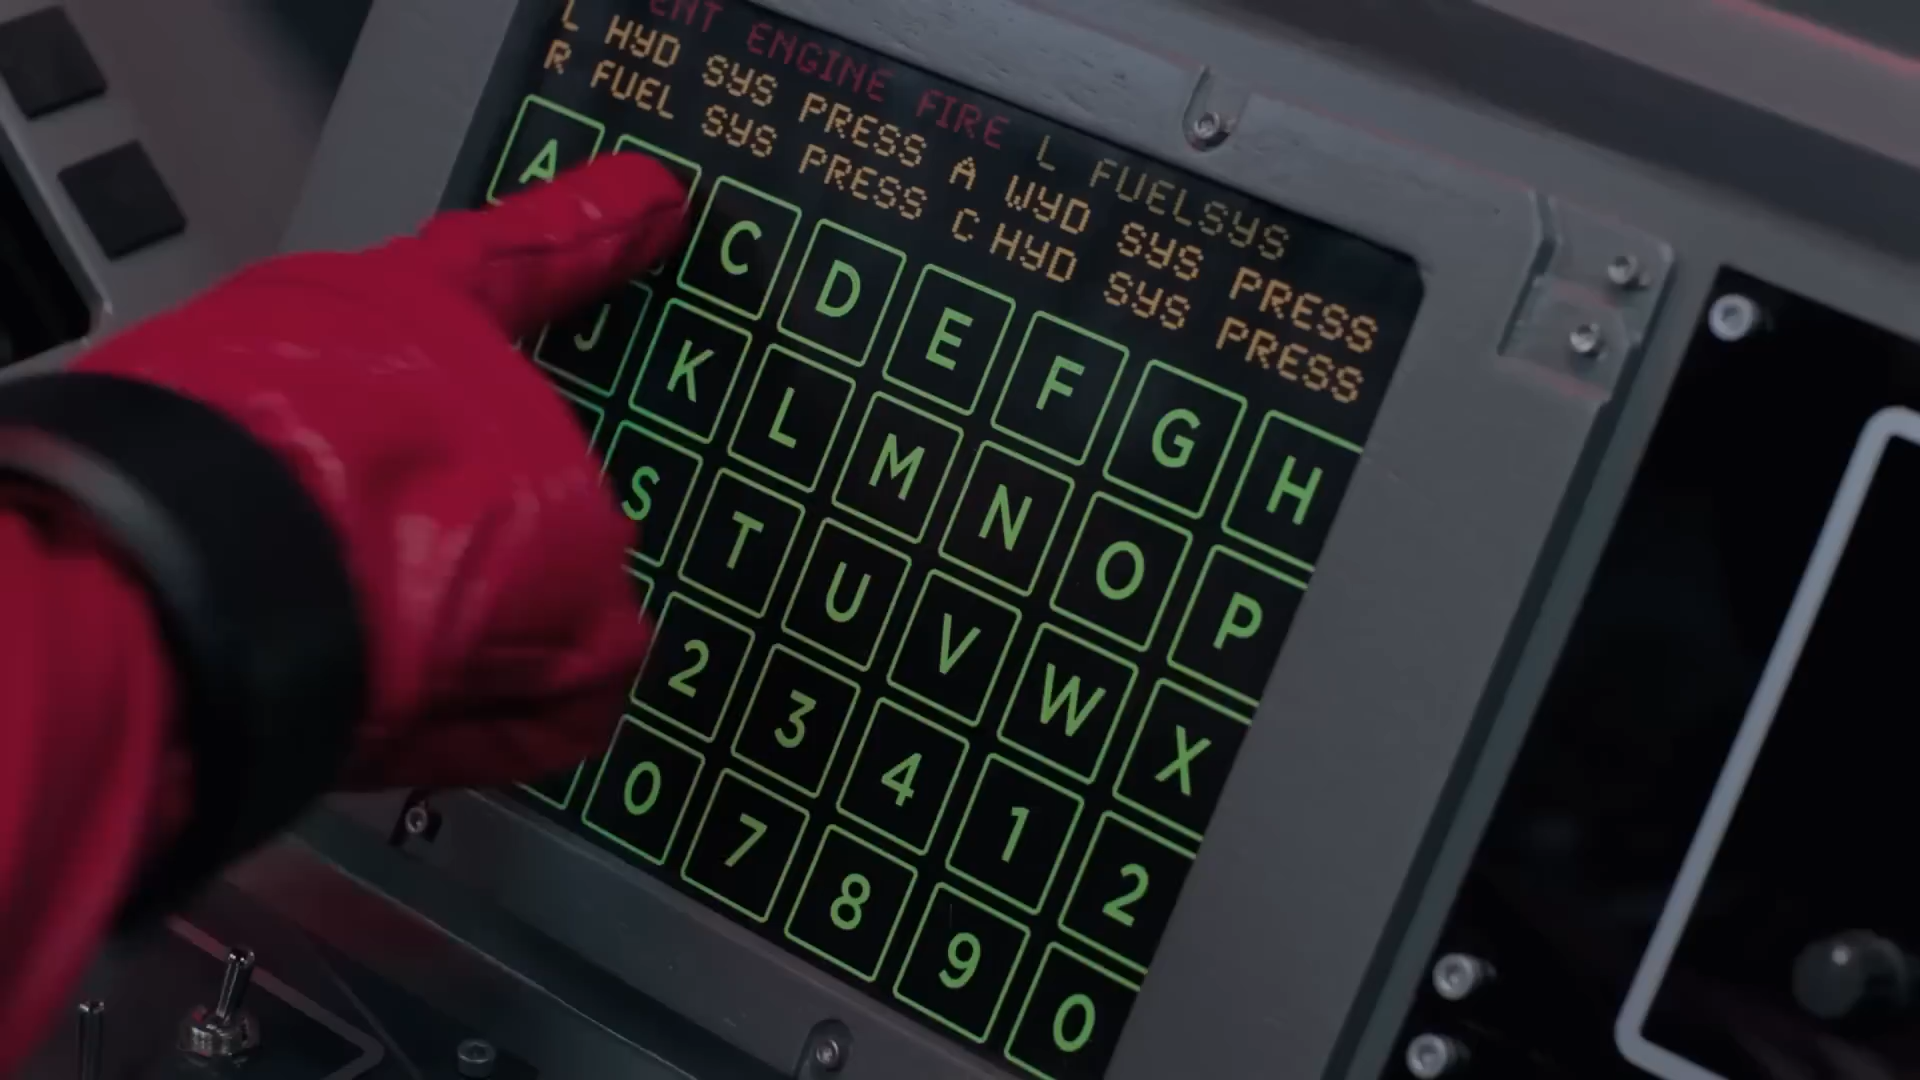 ENT ENGINE FIRE L FUELSYS
L HYD SYS PRESS A WYD SYS PRESS
R FUEL SYS PRESS C HYD SYS PRESS
A C D E F G H
J K L M N O P
S T U V W X
2 3 4 1 2
0 7 8 9 0